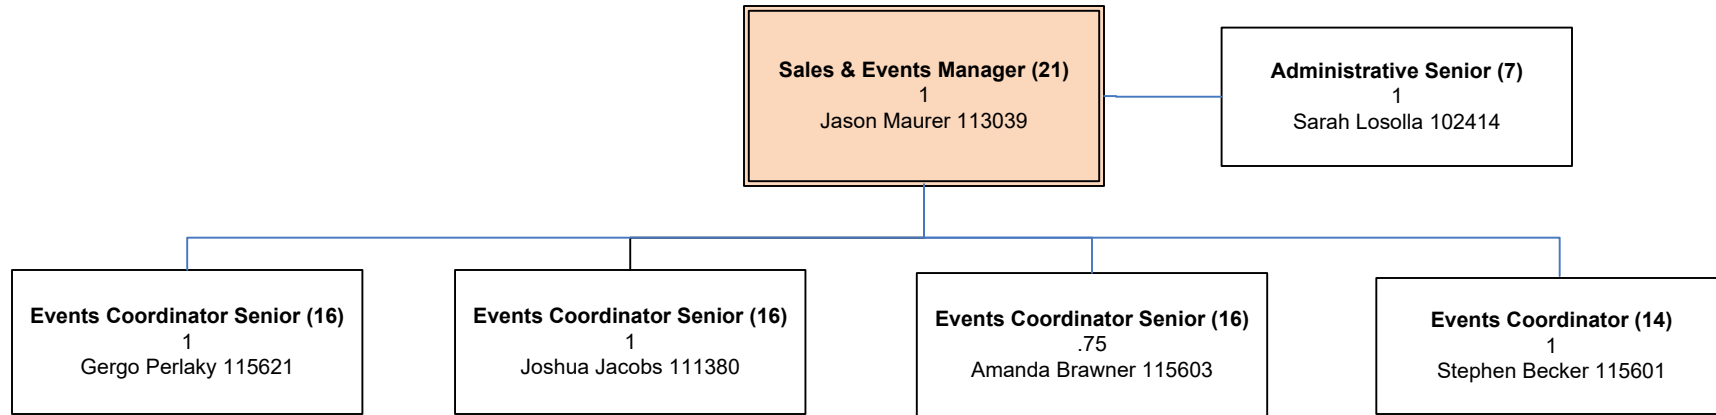 Sales & Events Manager (21)
1
Jason Maurer 113039
Administrative Senior (7)
1
Sarah Losolla 102414
Events Coordinator Senior (16)
1
Gergo Perlaky 115621
Events Coordinator Senior (16)
1
Joshua Jacobs 111380
Events Coordinator Senior (16)
.75
Amanda Brawner 115603
Events Coordinator (14)
1
Stephen Becker 115601